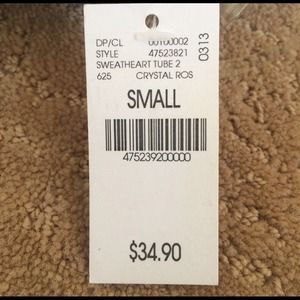 DP/CL 00100002
STYLE 47523821
SWEATHEART TUBE 2
625 CRYSTAL ROS
0313
SMALL
475239200000
$34.90